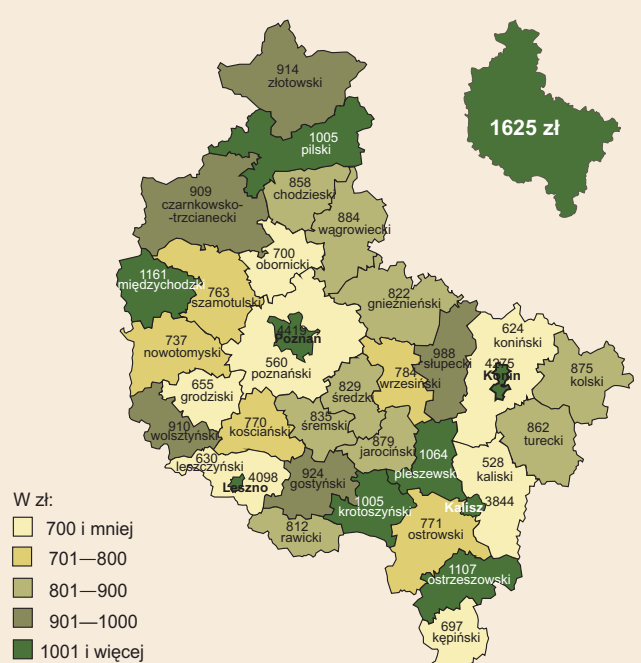 914
złotowski
1625 zł
1005
pilski
858
chodzieski
909
czarnkowsko-
-trzcianecki
884
wągrowiecki
700
obornicki
1161
międzychodzki
763
szamotulski
822
gnieźnieński
4419
Poznań
624
koniński
737
nowotomyski
560
poznański
988
słupecki
4275
Konin
875
kolski
784
wrzesiński
829
średzki
655
grodziski
770
kościański
835
śremski
910
wolsztyński
862
turecki
879
jarociński
1064
pleszewski
630
leszczyński
4098
Leszno
924
gostyński
528
kaliski
1005
krotoszyński
Kalisz
3844
W zł:
700 i mniej
701—800
801—900
901—1000
1001 i więcej
812
rawicki
771
ostrowski
1107
ostrzeszowski
697
kępiński